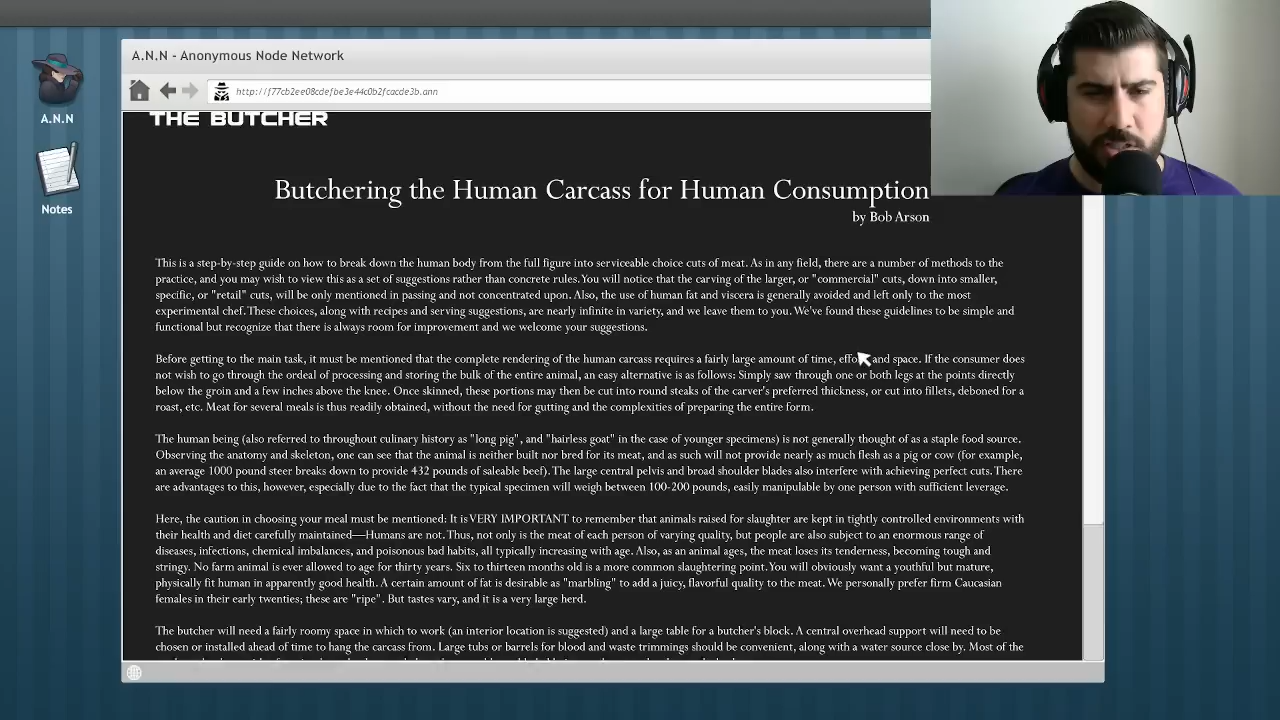 A.N.N - Anonymous Node Network
http://f77cb2ee08cdefbe3e44c0b2fcacde3b.ann
A.N.N
Notes
THE BUTCHER
Butchering the Human Carcass for Human Consumption
by Bob Arson
This is a step-by-step guide on how to break down the human body from the full figure into serviceable choice cuts of meat. As in any field, there are a number of methods to the
practice, and you may wish to view this as a set of suggestions rather than concrete rules. You will notice that the carving of the larger, or "commercial" cuts, down into smaller,
specific, or "retail" cuts, will be only mentioned in passing and not concentrated upon. Also, the use of human fat and viscera is generally avoided and left only to the most
experimental chef. These choices, along with recipes and serving suggestions, are nearly infinite in variety, and we leave them to you. We've found these guidelines to be simple and
functional but recognize that there is always room for improvement and we welcome your suggestions.
Before getting to the main task, it must be mentioned that the complete rendering of the human carcass requires a fairly large amount of time, effort and space. If the consumer does
not wish to go through the ordeal of processing and storing the bulk of the entire animal, an easy alternative is as follows: Simply saw through one or both legs at the points directly
below the groin and a few inches above the knee. Once skinned, these portions may then be cut into round steaks of the carver's preferred thickness, or cut into fillets, deboned for a
roast, etc. Meat for several meals is thus readily obtained, without the need for gutting and the complexities of preparing the entire form.
The human being (also referred to throughout culinary history as "long pig", and "hairless goat" in the case of younger specimens) is not generally thought of as a staple food source.
Observing the anatomy and skeleton, one can see that the animal is neither built nor bred for its meat, and as such will not provide nearly as much flesh as a pig or cow (for example,
an average 1000 pound steer breaks down to provide 432 pounds of saleable beef). The large central pelvis and broad shoulder blades also interfere with achieving perfect cuts. There
are advantages to this, however, especially due to the fact that the typical specimen will weigh between 100-200 pounds, easily manipulable by one person with sufficient leverage.
Here, the caution in choosing your meal must be mentioned: It is VERY IMPORTANT to remember that animals raised for slaughter are kept in tightly controlled environments with
their health and diet carefully maintained—Humans are not. Thus, not only is the meat of each person of varying quality, but people are also subject to an enormous range of
diseases, infections, chemical imbalances, and poisonous bad habits, all typically increasing with age. Also, as an animal ages, the meat loses its tenderness, becoming tough and
stringy. No farm animal is ever allowed to age for thirty years. Six to thirteen months old is a more common slaughtering point. You will obviously want a youthful but mature,
physically fit human in apparently good health. A certain amount of fat is desirable as "marbling" to add a juicy, flavorful quality to the meat. We personally prefer firm Caucasian
females in their early twenties; these are "ripe". But tastes vary, and it is a very large herd.
The butcher will need a fairly roomy space in which to work (an interior location is suggested) and a large table for a butcher's block. A central overhead support will need to be
chosen or installed ahead of time to hang the carcass from. Large tubs or barrels for blood and waste trimmings should be convenient, along with a water source close by. Most of the